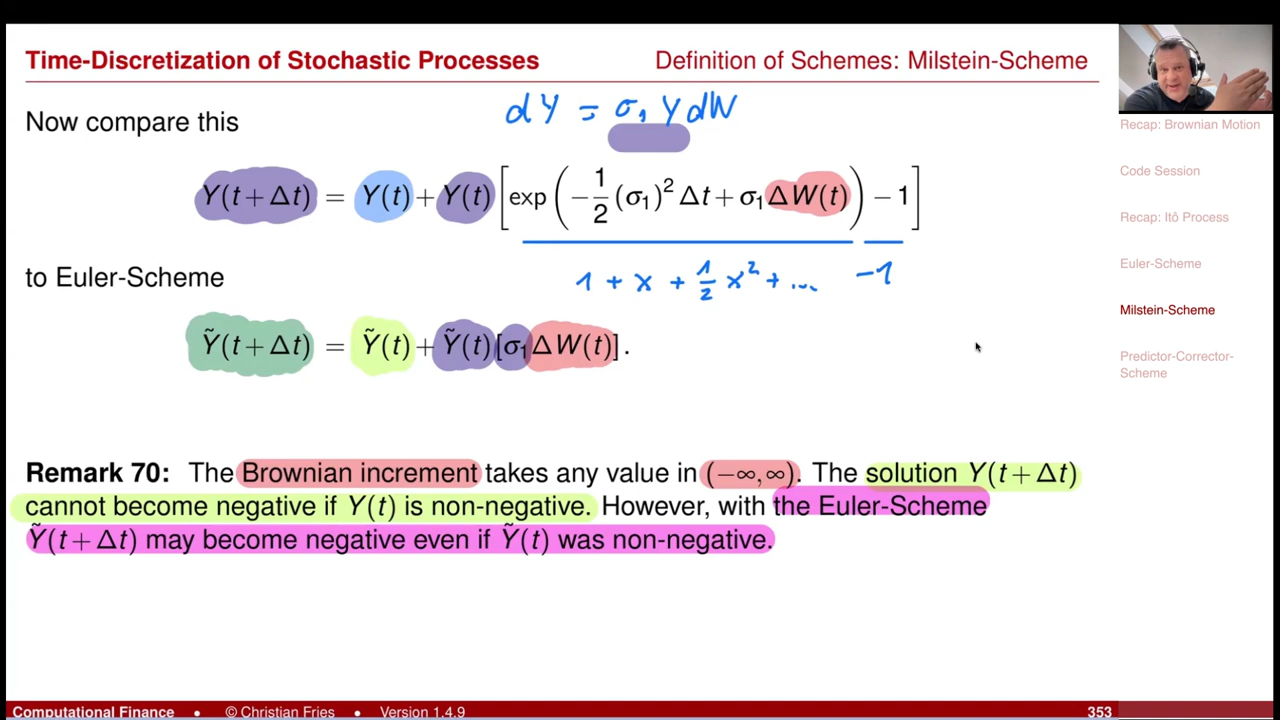 Time-Discretization of Stochastic Processes
Definition of Schemes: Milstein-Scheme
Now compare this
dY = σ₁ Y dW
Y(t + Δt) = Y(t) + Y(t) [exp(−1/2 (σ₁)² Δt + σ₁ΔW(t)) − 1]
1 + x + 1/2 x² + ... −1
to Euler-Scheme
Ỹ(t + Δt) = Ỹ(t) + Ỹ(t)[σ₁ΔW(t)].
Remark 70: The Brownian increment takes any value in (−∞,∞). The solution Y(t + Δt)
cannot become negative if Y(t) is non-negative. However, with the Euler-Scheme
Ỹ(t + Δt) may become negative even if Ỹ(t) was non-negative.
Recap: Brownian Motion
Code Session
Recap: Itô Process
Euler-Scheme
Milstein-Scheme
Predictor-Corrector-
Scheme
Computational Finance • © Christian Fries • Version 1.4.9
353